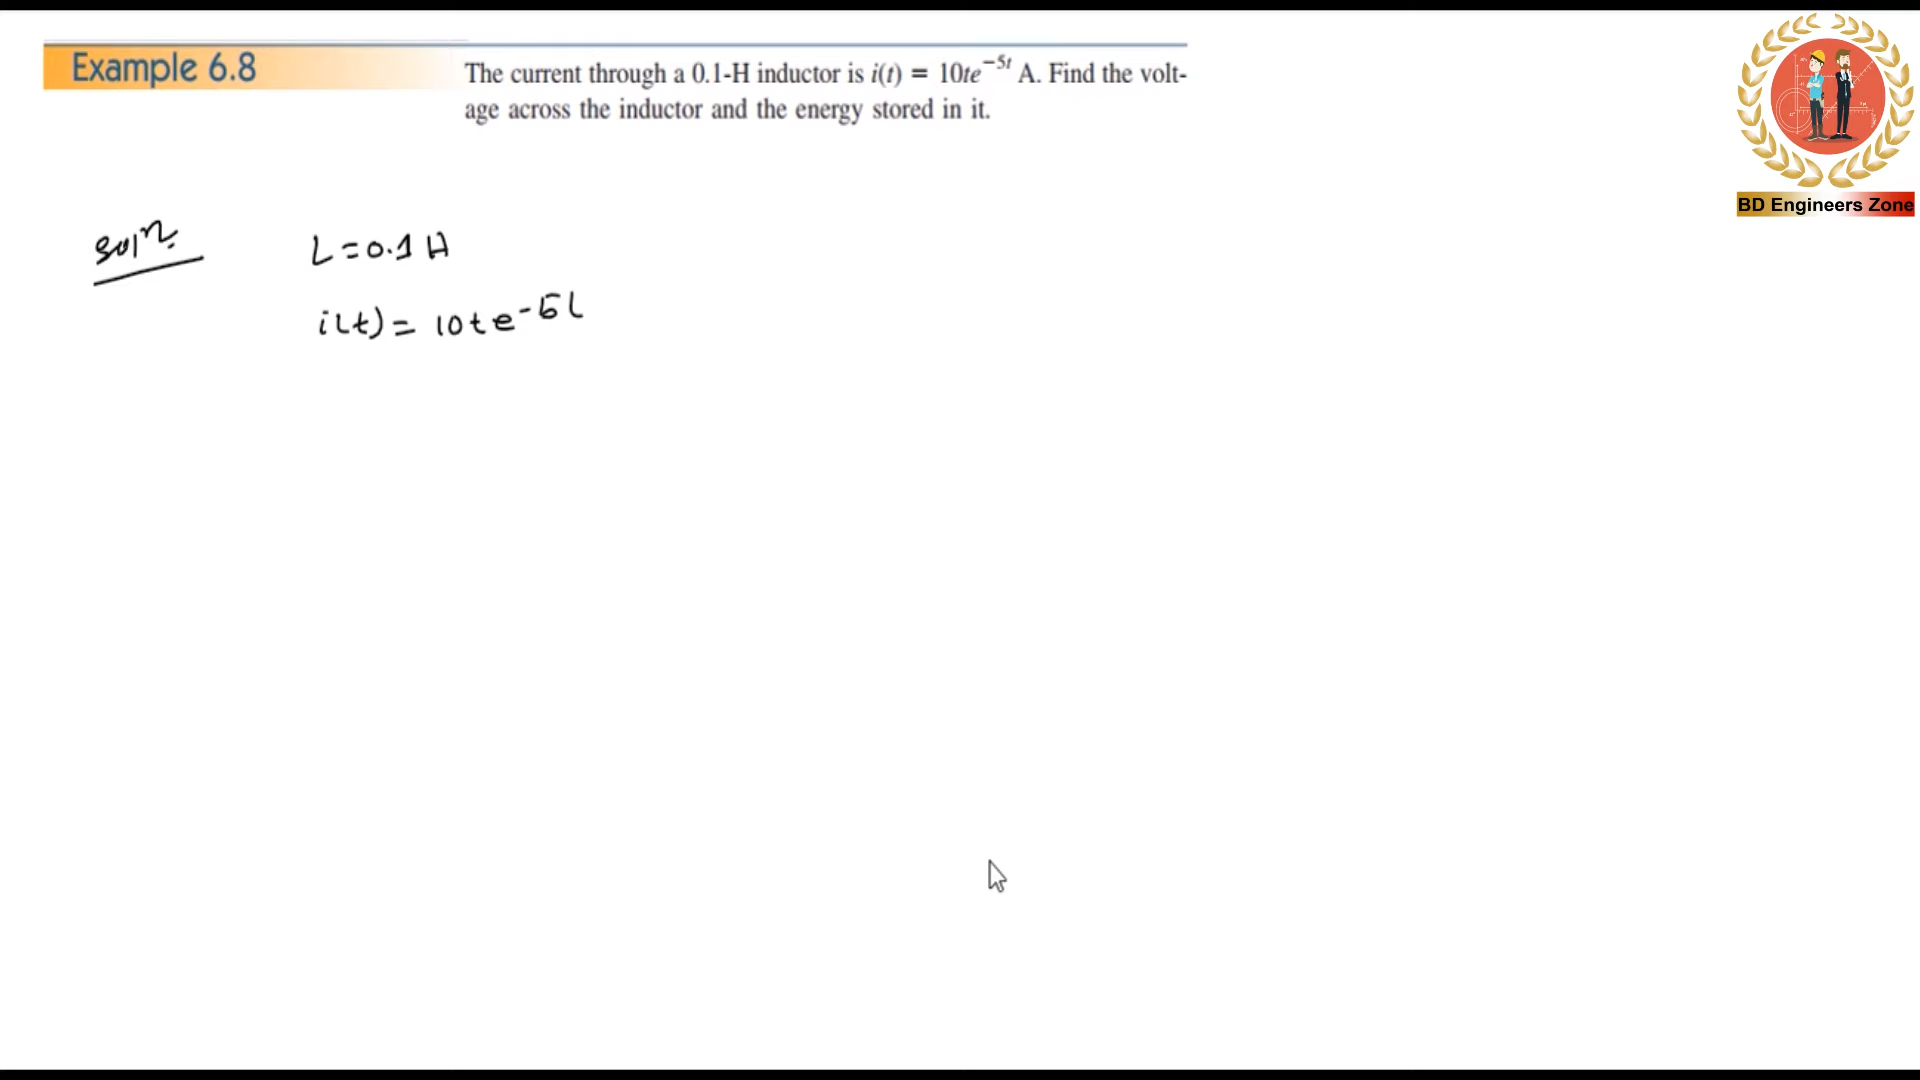 Example 6.8
The current through a 0.1-H inductor is i(t) = 10te^−5t A. Find the volt-
age across the inductor and the energy stored in it.
BD Engineers Zone
Soln.
L = 0.1 H
i(t) = 10te^-5t